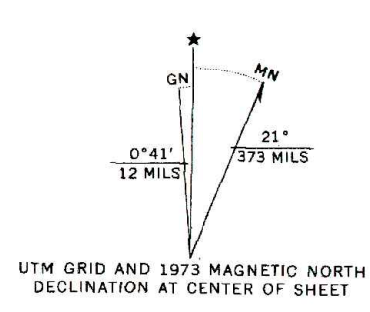 ★
GN
MN
0°41′
12 MILS
21°
373 MILS
UTM GRID AND 1973 MAGNETIC NORTH
DECLINATION AT CENTER OF SHEET